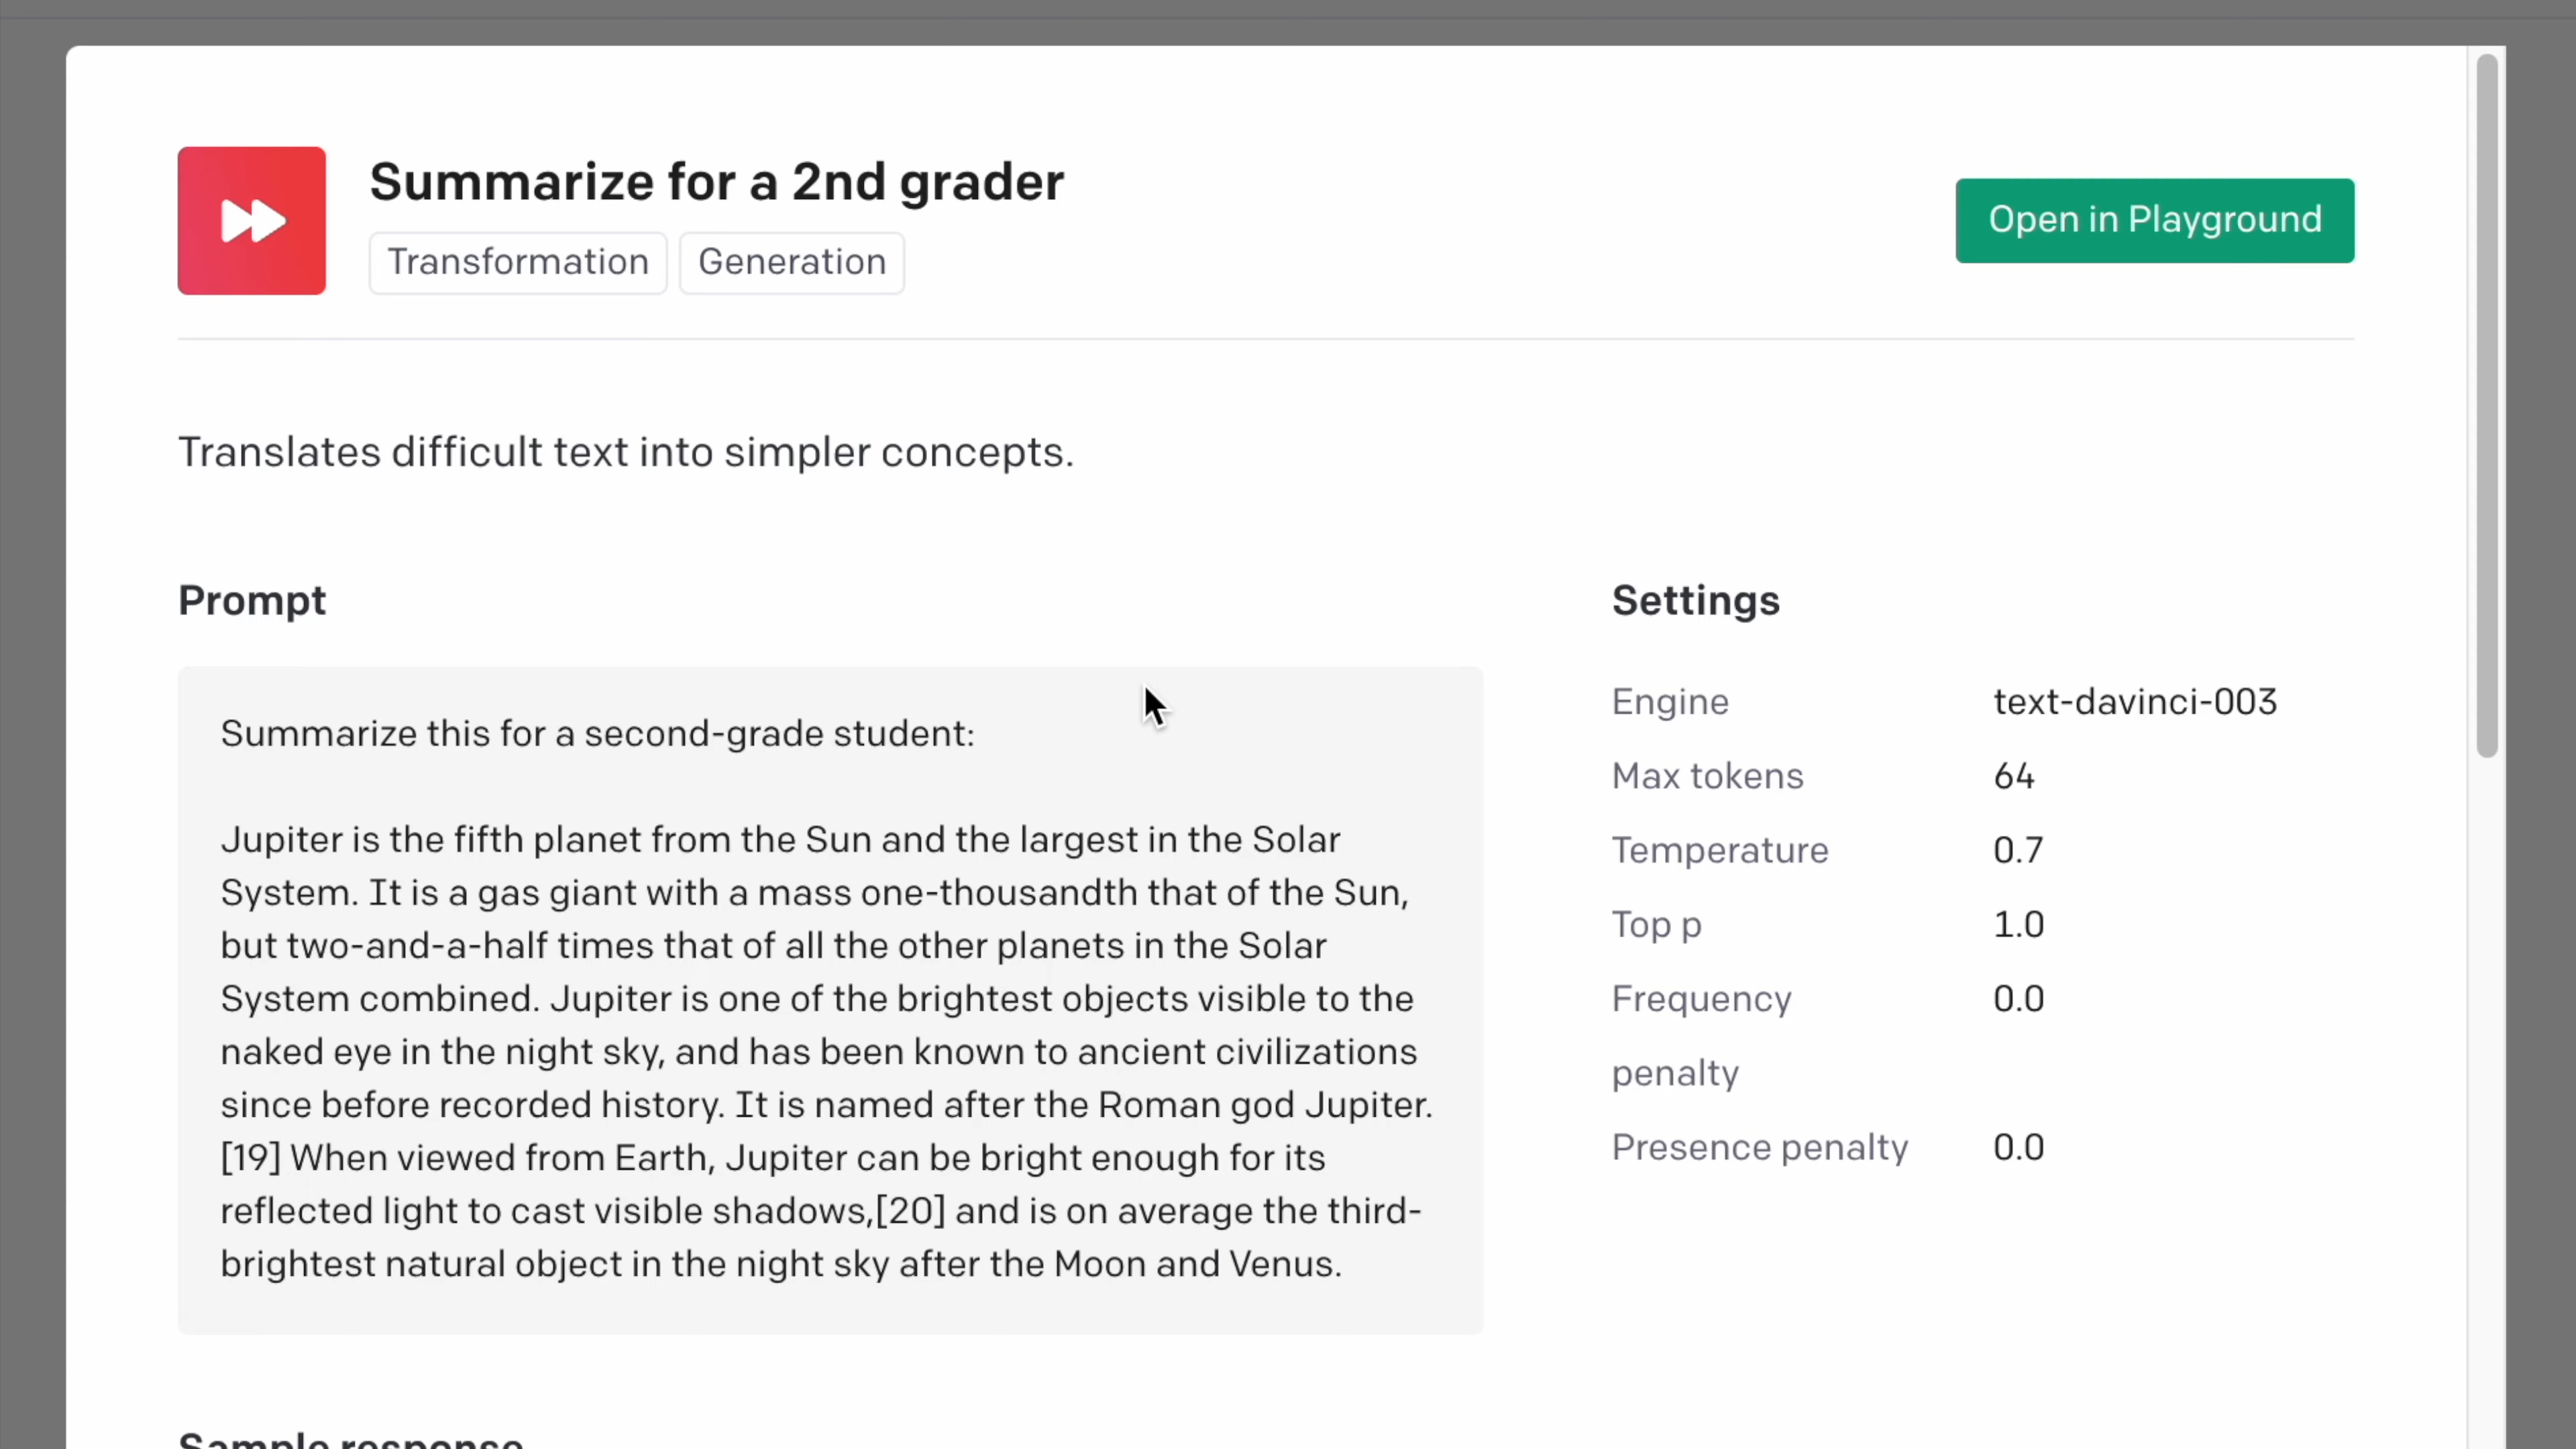 Summarize for a 2nd grader
Transformation Generation
Open in Playground
Translates difficult text into simpler concepts.
Prompt
Summarize this for a second-grade student:
Jupiter is the fifth planet from the Sun and the largest in the Solar
System. It is a gas giant with a mass one-thousandth that of the Sun,
but two-and-a-half times that of all the other planets in the Solar
System combined. Jupiter is one of the brightest objects visible to the
naked eye in the night sky, and has been known to ancient civilizations
since before recorded history. It is named after the Roman god Jupiter.
[19] When viewed from Earth, Jupiter can be bright enough for its
reflected light to cast visible shadows,[20] and is on average the third-
brightest natural object in the night sky after the Moon and Venus.
Settings
Engine text-davinci-003
Max tokens 64
Temperature 0.7
Top p 1.0
Frequency 0.0
penalty
Presence penalty 0.0
Sample response